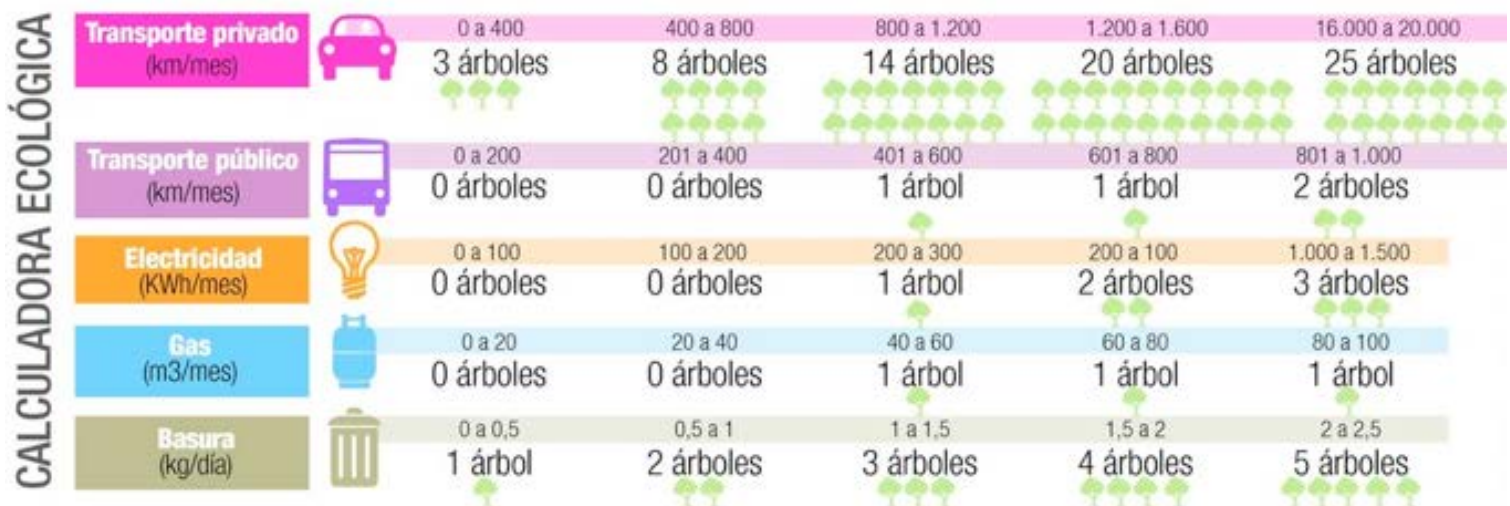 CALCULADORA ECOLÓGICA
Transporte privado
(km/mes)
0 a 400 400 a 800 800 a 1.200 1.200 a 1.600 16.000 a 20.000
3 árboles 8 árboles 14 árboles 20 árboles 25 árboles
Transporte público
(km/mes)
0 a 200 201 a 400 401 a 600 601 a 800 801 a 1.000
0 árboles 0 árboles 1 árbol 1 árbol 2 árboles
Electricidad
(KWh/mes)
0 a 100 100 a 200 200 a 300 200 a 100 1.000 a 1.500
0 árboles 0 árboles 1 árbol 2 árboles 3 árboles
Gas
(m3/mes)
0 a 20 20 a 40 40 a 60 60 a 80 80 a 100
0 árboles 0 árboles 1 árbol 1 árbol 1 árbol
Basura
(kg/día)
0 a 0,5 0,5 a 1 1 a 1,5 1,5 a 2 2 a 2,5
1 árbol 2 árboles 3 árboles 4 árboles 5 árboles